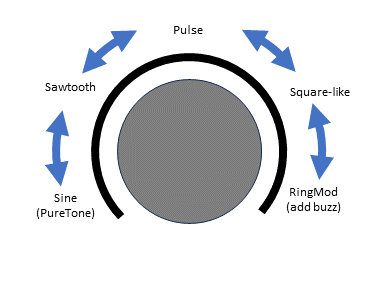 Pulse
Sawtooth
Square-like
Sine
(PureTone)
RingMod
(add buzz)